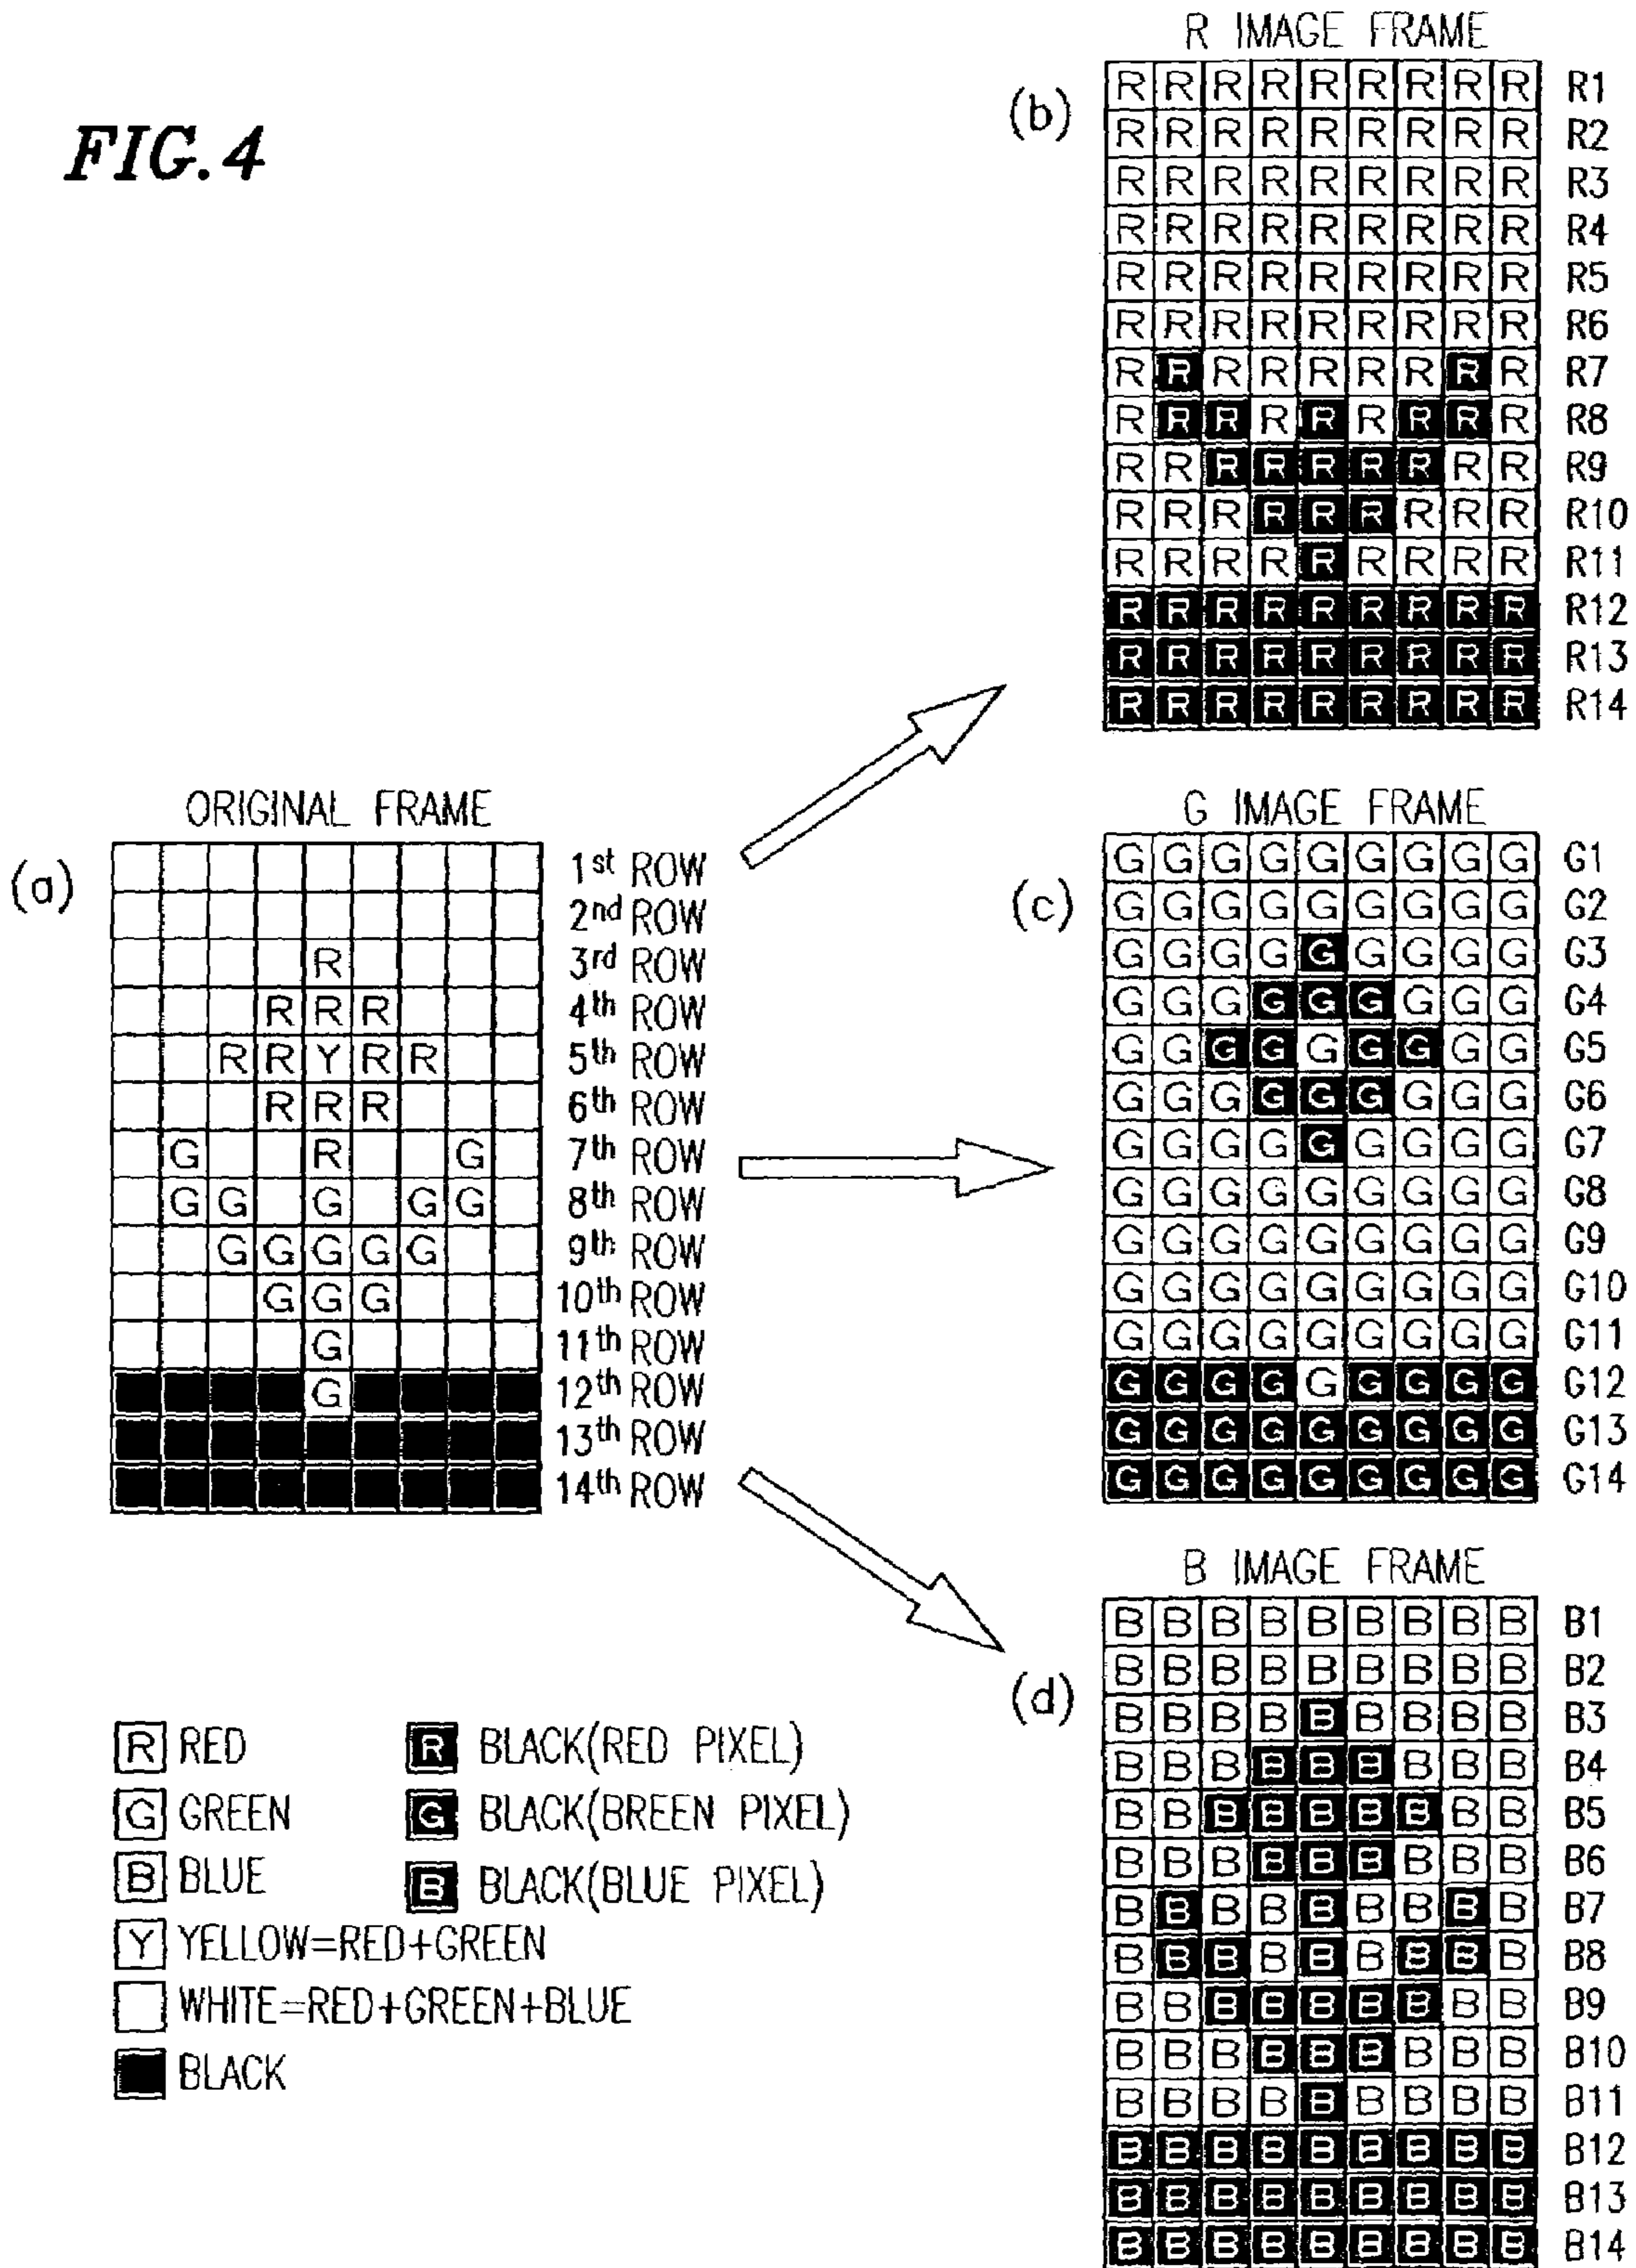 FIG.4
R IMAGE FRAME
(b)
R R R R R R R R R R1
R R R R R R R R R R2
R R R R R R R R R R3
R R R R R R R R R R4
R R R R R R R R R R5
R R R R R R R R R R6
R R R R R R R R R R7
R R R R R R R R R R8
R R R R R R R R R R9
R R R R R R R R R R10
R R R R R R R R R R11
R R R R R R R R R R12
R R R R R R R R R R13
R R R R R R R R R R14
ORIGINAL FRAME
(a)
1st ROW
2nd ROW
R 3rd ROW
R R R 4th ROW
R R Y R R 5th ROW
R R R 6th ROW
G R G 7th ROW
G G G G G 8th ROW
G G G G G 9th ROW
G G G 10th ROW
G 11th ROW
G 12th ROW
13th ROW
14th ROW
G IMAGE FRAME
(c)
G G G G G G G G G G1
G G G G G G G G G G2
G G G G G G G G G G3
G G G G G G G G G G4
G G G G G G G G G G5
G G G G G G G G G G6
G G G G G G G G G G7
G G G G G G G G G G8
G G G G G G G G G G9
G G G G G G G G G G10
G G G G G G G G G G11
G G G G G G G G G G12
G G G G G G G G G G13
G G G G G G G G G G14
B IMAGE FRAME
(d)
B B B B B B B B B B1
B B B B B B B B B B2
B B B B B B B B B B3
B B B B B B B B B B4
B B B B B B B B B B5
B B B B B B B B B B6
B B B B B B B B B B7
B B B B B B B B B B8
B B B B B B B B B B9
B B B B B B B B B B10
B B B B B B B B B B11
B B B B B B B B B B12
B B B B B B B B B B13
B B B B B B B B B B14
R RED
G GREEN
B BLUE
Y YELLOW=RED+GREEN
WHITE=RED+GREEN+BLUE
BLACK
R BLACK(RED PIXEL)
G BLACK(BREEN PIXEL)
B BLACK(BLUE PIXEL)